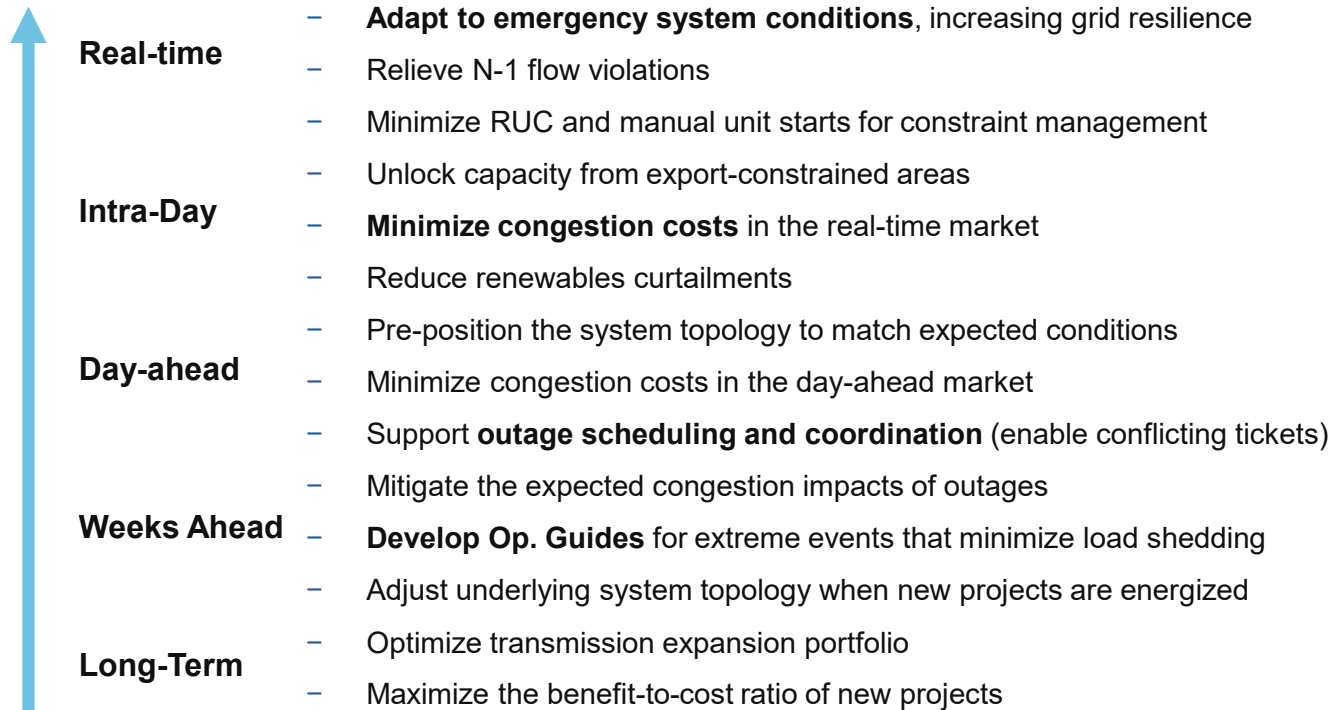 – Adapt to emergency system conditions, increasing grid resilience
Real-time
– Relieve N-1 flow violations
– Minimize RUC and manual unit starts for constraint management
– Unlock capacity from export-constrained areas
Intra-Day
– Minimize congestion costs in the real-time market
– Reduce renewables curtailments
– Pre-position the system topology to match expected conditions
Day-ahead
– Minimize congestion costs in the day-ahead market
– Support outage scheduling and coordination (enable conflicting tickets)
– Mitigate the expected congestion impacts of outages
Weeks Ahead
– Develop Op. Guides for extreme events that minimize load shedding
– Adjust underlying system topology when new projects are energized
– Optimize transmission expansion portfolio
Long-Term
– Maximize the benefit-to-cost ratio of new projects